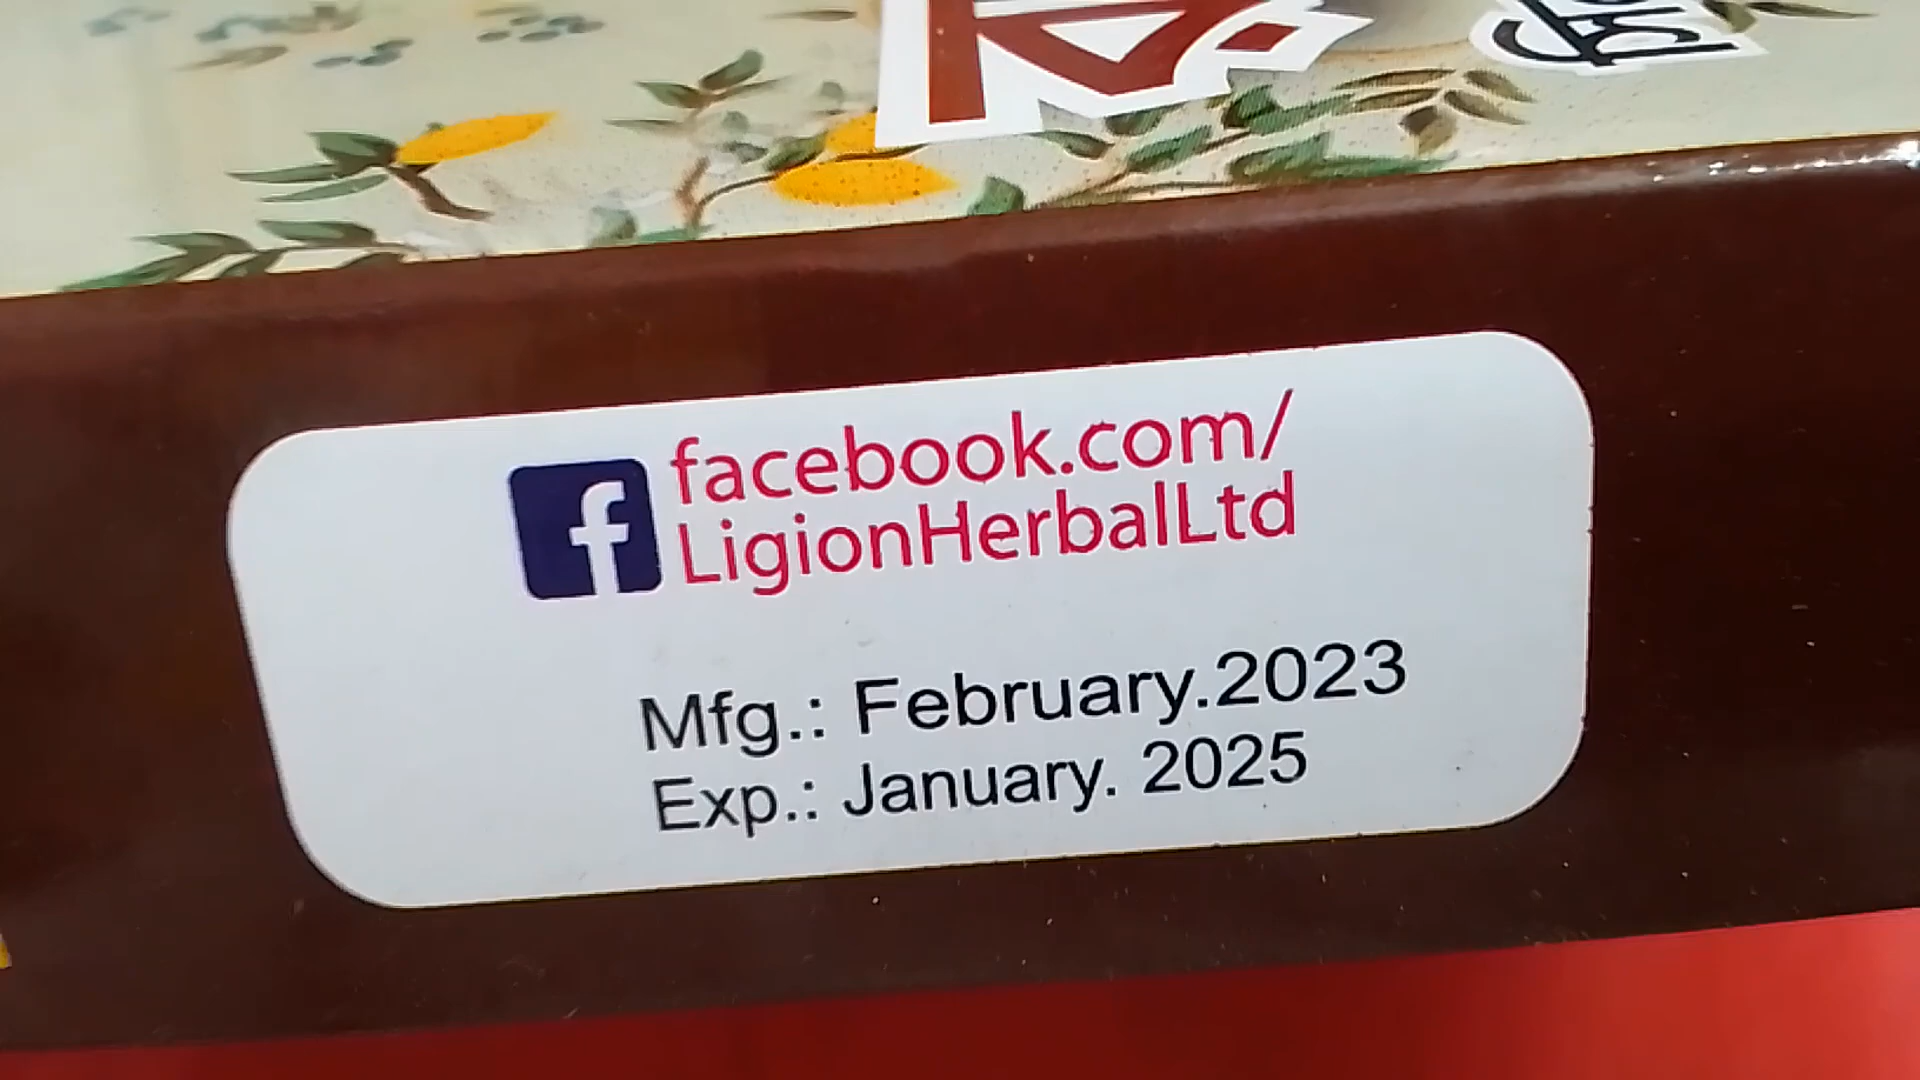 facebook.com/
LigionHerbalLtd
Mfg.: February.2023
Exp.: January. 2025